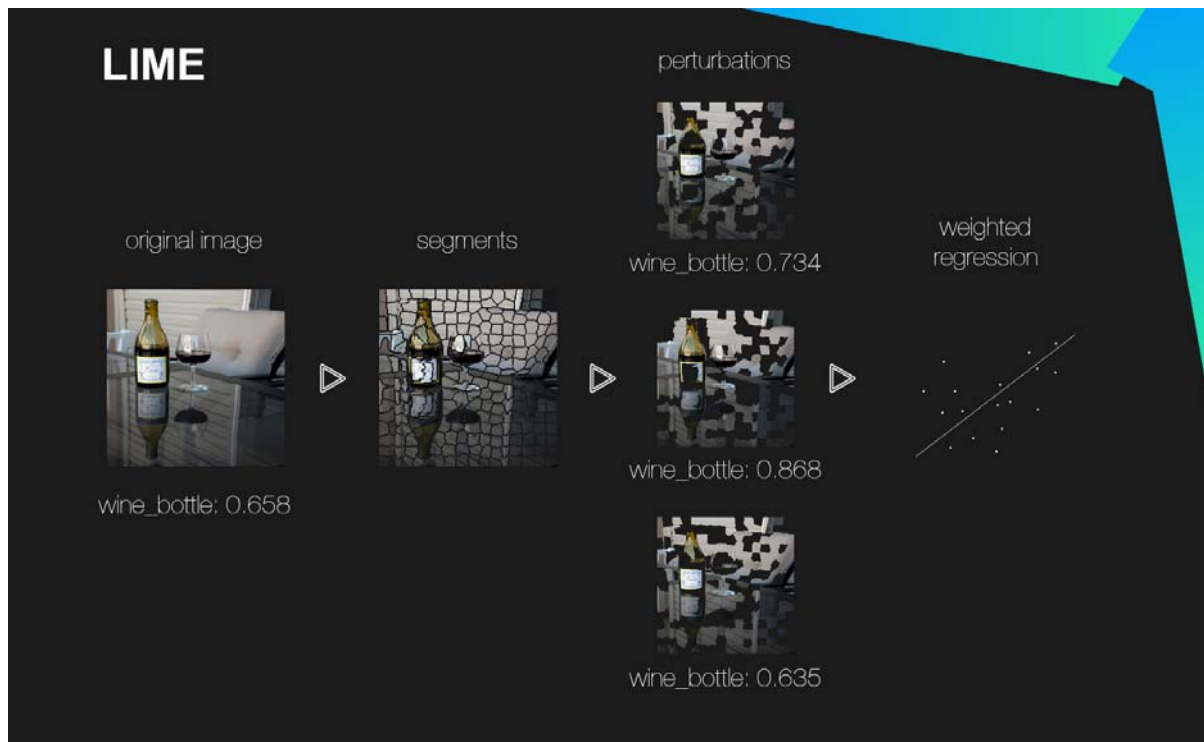 LIME
original image
wine_bottle: 0.658
segments
perturbations
wine_bottle: 0.734
wine_bottle: 0.868
wine_bottle: 0.635
weighted
regression